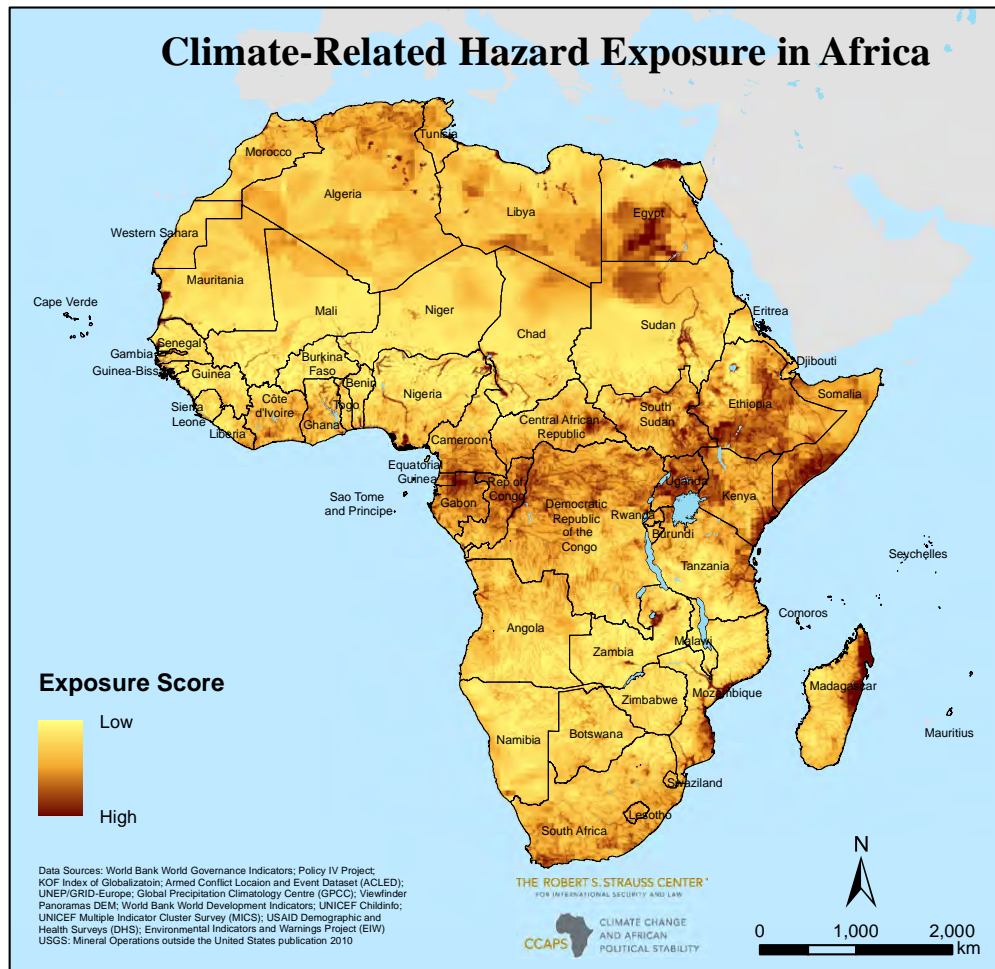 Climate-Related Hazard Exposure in Africa
Tunisia
Morocco
Algeria
Libya
Egypt
Western Sahara
Mauritania
Cape Verde
Mali
Niger
Chad
Sudan
Eritrea
Senegal
Gambia
Guinea-Biss
Guinea
Burkina
Faso
Benin
Nigeria
Djibouti
Somalia
Ethiopia
Sierra
Leone
Liberia
Côte
d'Ivoire
Ghana
Togo
Central African
Republic
South
Sudan
Cameroon
Equatorial
Guinea
Sao Tome
and Principe
Gabon
Rep of
Congo
Democratic
Republic
of the
Congo
Uganda
Kenya
Rwanda
Burundi
Tanzania
Seychelles
Comoros
Angola
Zambia
Malawi
Mozambique
Zimbabwe
Madagascar
Mauritius
Namibia
Botswana
Swaziland
Lesotho
South Africa
Exposure Score
Low
High
Data Sources: World Bank World Governance Indicators; Policy IV Project;
KOF Index of Globalizatoin; Armed Conflict Locaion and Event Dataset (ACLED);
UNEP/GRID-Europe; Global Precipitation Climatology Centre (GPCC); Viewfinder
Panoramas DEM; World Bank World Development Indicators; UNICEF Childinfo;
UNICEF Multiple Indicator Cluster Survey (MICS); USAID Demographic and
Health Surveys (DHS); Environmental Indicators and Warnings Project (EIW)
USGS: Mineral Operations outside the United States publication 2010
THE ROBERT S. STRAUSS CENTER
FOR INTERNATIONAL SECURITY AND LAW
CCAPS
CLIMATE CHANGE
AND AFRICAN
POLITICAL STABILITY
N
0 1,000 2,000
km